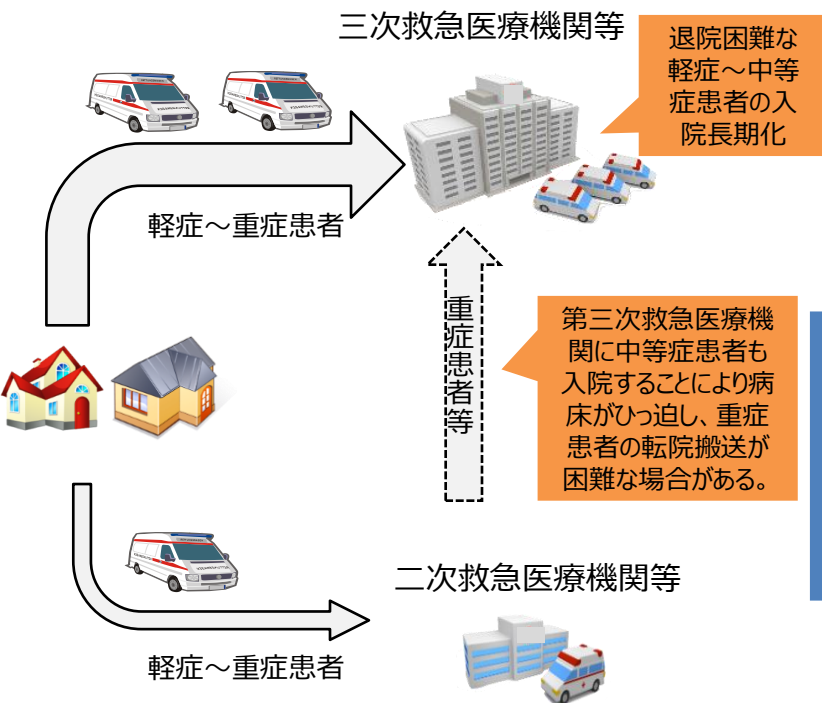 三次救急医療機関等
退院困難な
軽症～中等
症患者の入
院長期化
軽症～重症患者
重症患者等
第三次救急医療機
関に中等症患者も
入院することにより病
床がひっ迫し、重症
患者の転院搬送が
困難な場合がある。
二次救急医療機関等
軽症～重症患者